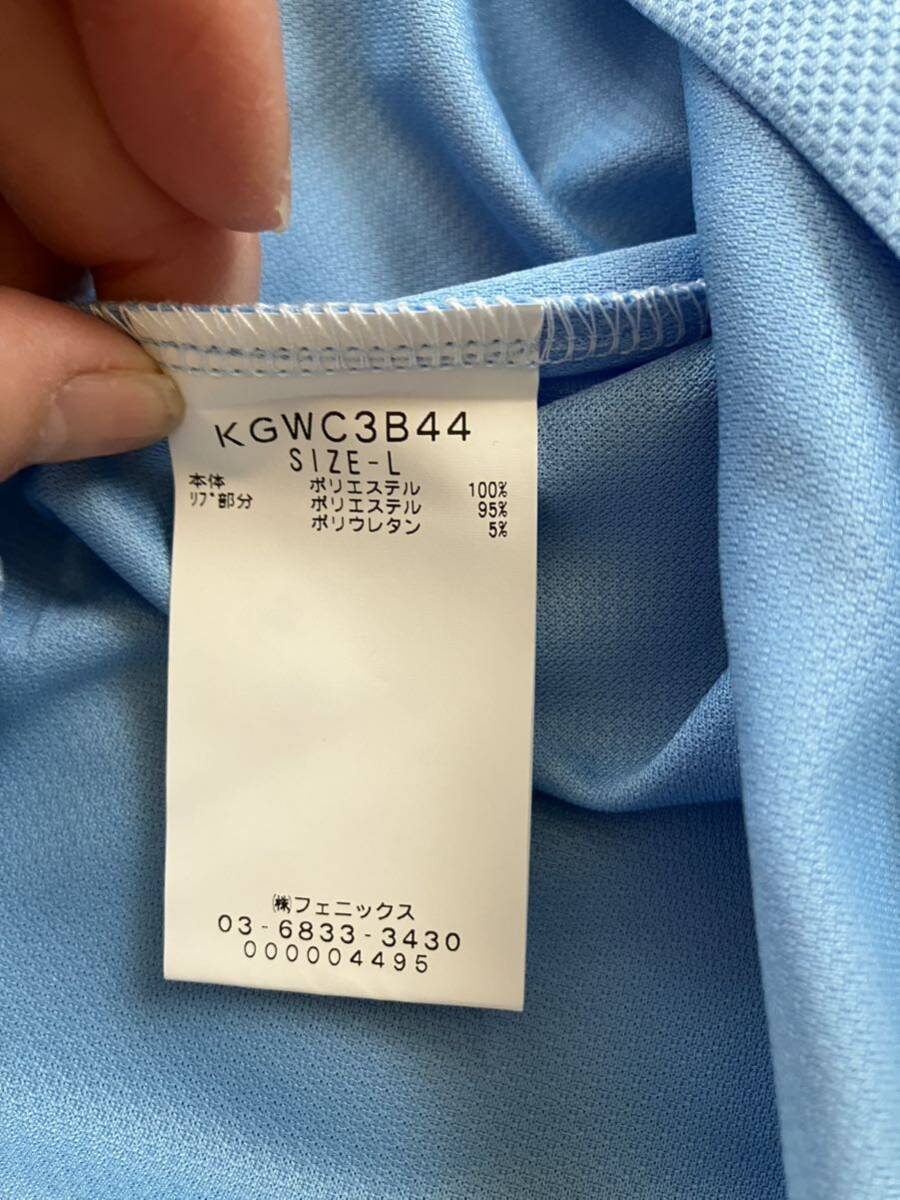 KGWC3B44
SIZE-L
本体 ポリエステル 100%
ﾘﾌﾞ部分 ポリエステル 95%
ポリウレタン 5%
㈱フェニックス
03-6833-3430
000004495